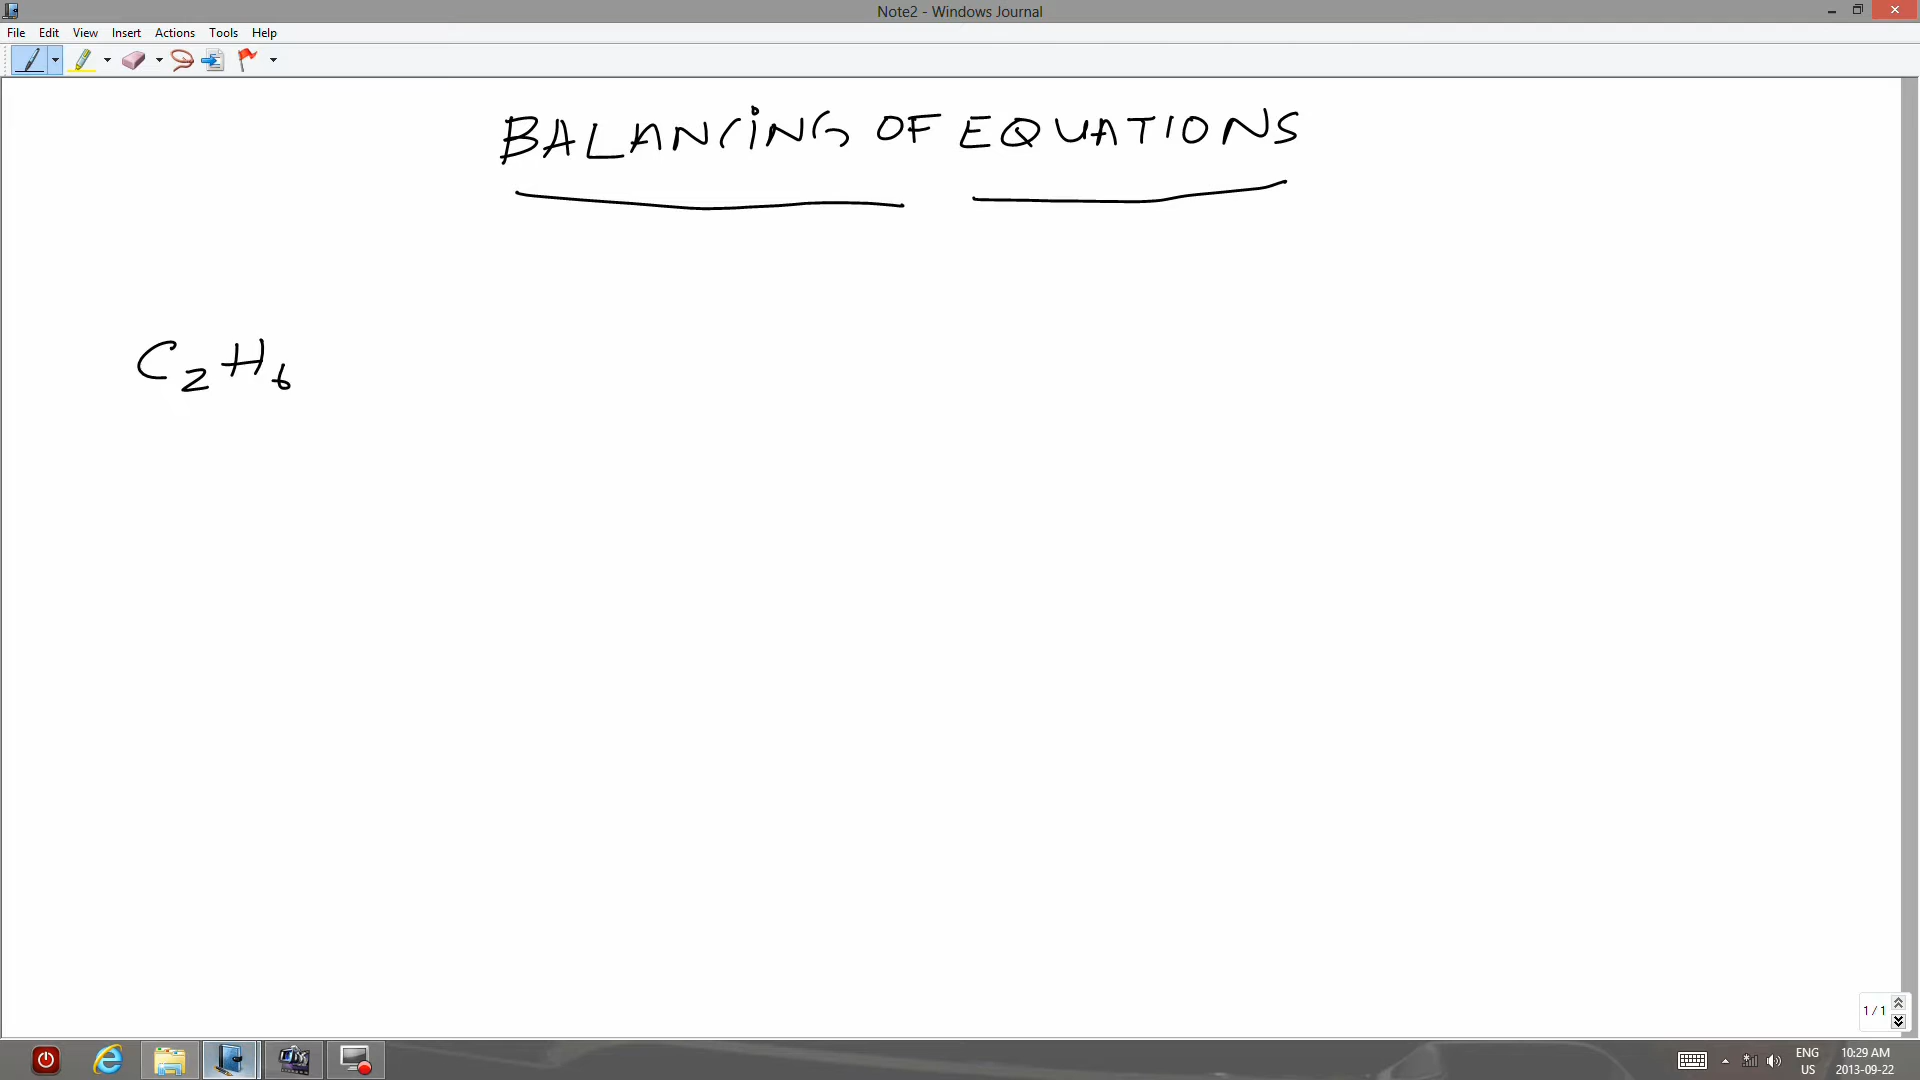 Note2 - Windows Journal
File Edit View Insert Actions Tools Help
BALANCING OF EQUATIONS
C₂H₆
1 / 1
ENG 10:29 AM
US 2013-09-22